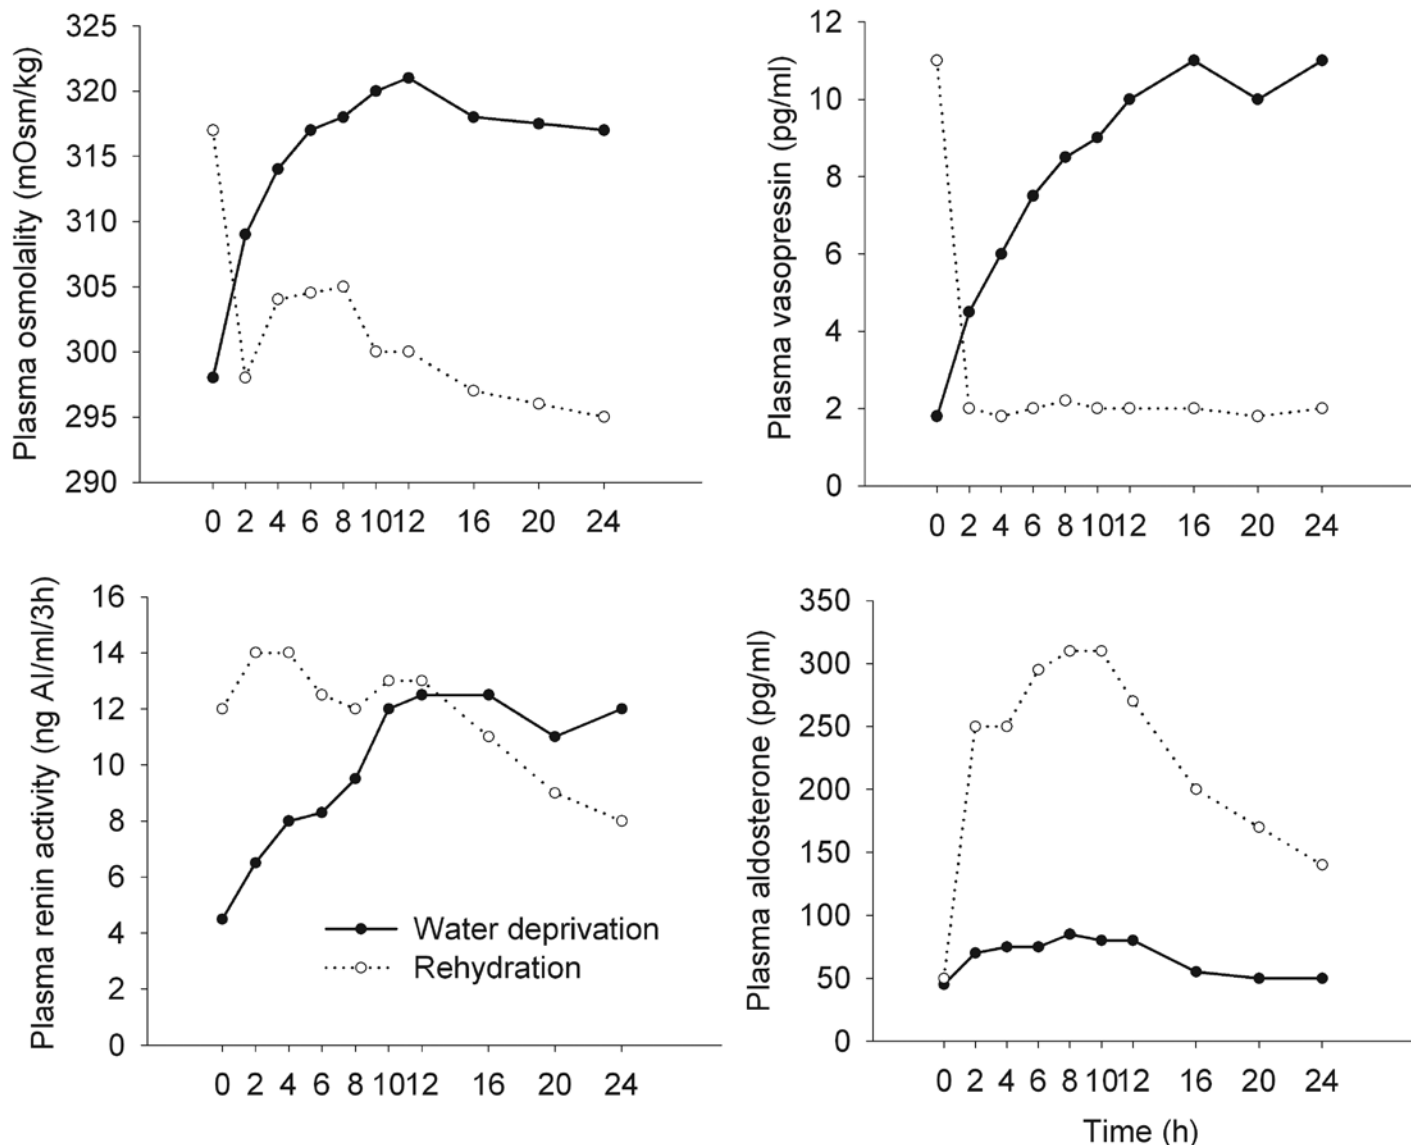 Plasma osmolality (mOsm/kg)
325
320
315
310
305
300
295
290
0 2 4 6 8 1012 16 20 24
Plasma vasopressin (pg/ml)
12
10
8
6
4
2
0
0 2 4 6 8 1012 16 20 24
Plasma renin activity (ng AI/ml/3h)
16
14
12
10
8
6
4
2
0
Water deprivation
Rehydration
0 2 4 6 8 1012 16 20 24
Plasma aldosterone (pg/ml)
350
300
250
200
150
100
50
0
0 2 4 6 8 1012 16 20 24
Time (h)